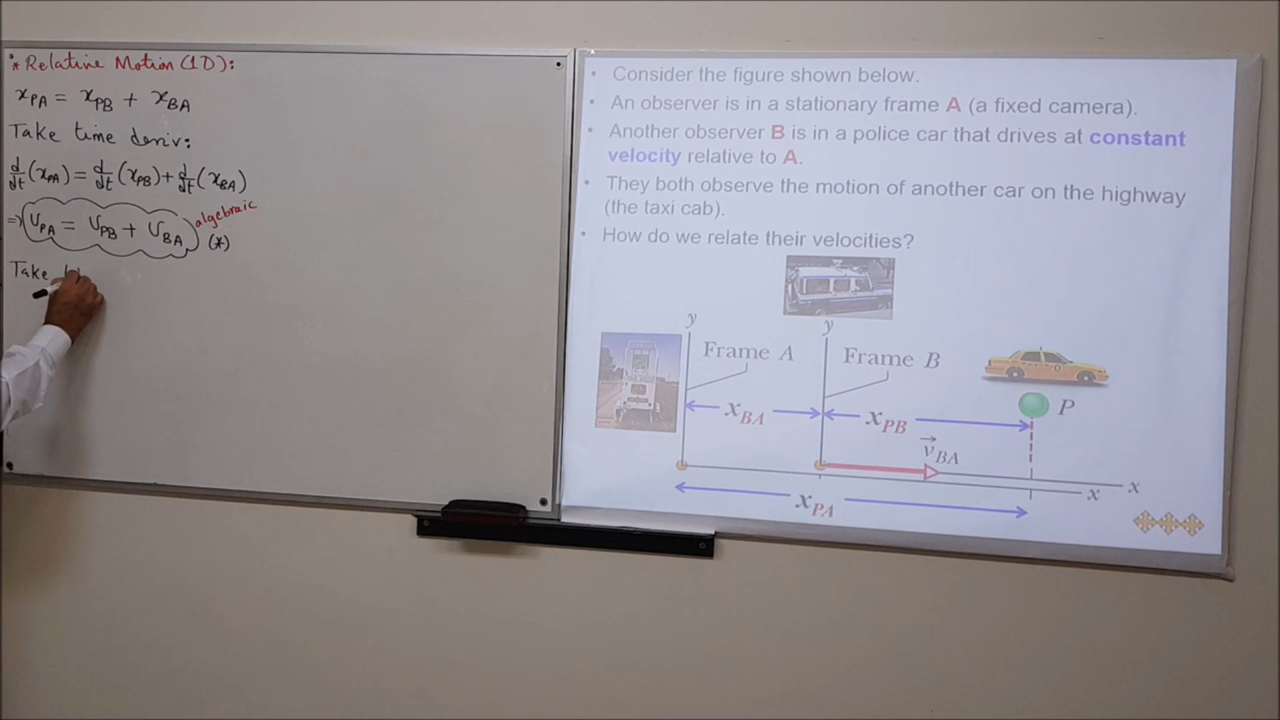 * Relative Motion (1D):
x_PA = x_PB + x_BA
Take time deriv:
d/dt (x_PA) = d/dt (x_PB) + d/dt (x_BA)
⇒ v_PA = v_PB + v_BA algebraic (*)
Take
• Consider the figure shown below.
• An observer is in a stationary frame A (a fixed camera).
• Another observer B is in a police car that drives at constant
velocity relative to A.
• They both observe the motion of another car on the highway
(the taxi cab).
• How do we relate their velocities?
y
y
Frame A
Frame B
x_BA
x_PB
P
v⃗_BA
x
x
x_PA